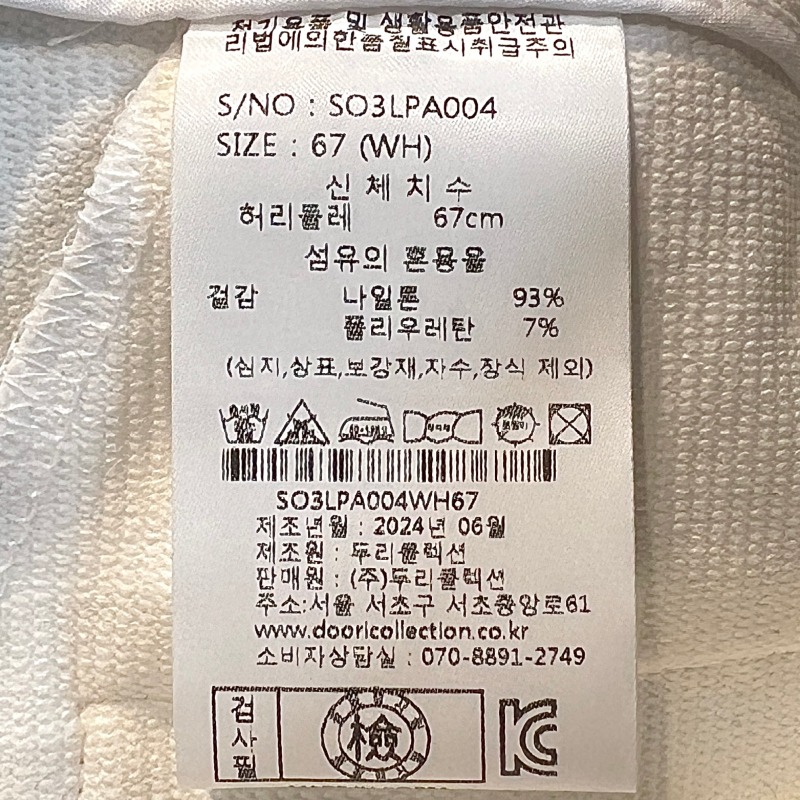 전기용품 및 생활용품안전관
리법에의한품질표시취급주의
S/NO : SO3LPA004
SIZE : 67 (WH)
신 체 치 수
허리둘레 67cm
섬유의 혼용율
겉감 나일론 93%
폴리우레탄 7%
(심지,상표,보강재,자수,장식 제외)
SO3LPA004WH67
제조년월 : 2024년 06월
제조원 : 두리콜렉션
판매원 : (주)두리콜렉션
주소:서울 서초구 서초중앙로61
www.dooricollection.co.kr
소비자상담실 : 070-8891-2749
검사필 檢 KC